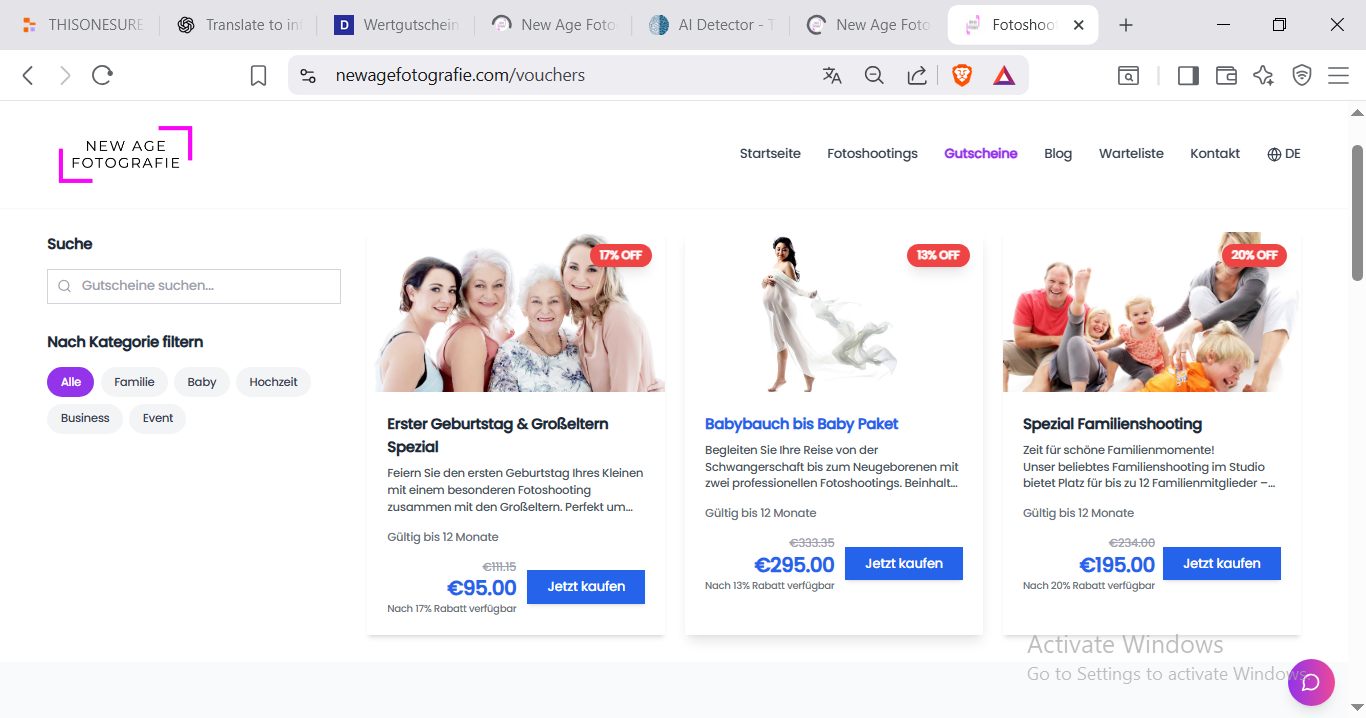 THISONESURE
Translate to in
Wertgutschein
New Age Foto
AI Detector - T
New Age Foto
Fotoshoot
newagefotografie.com/vouchers
NEW AGE
FOTOGRAFIE
Startseite
Fotoshootings
Gutscheine
Blog
Warteliste
Kontakt
DE
Suche
Gutscheine suchen...
Nach Kategorie filtern
Alle
Familie
Baby
Hochzeit
Business
Event
17% OFF
Erster Geburtstag & Großeltern
Spezial
Feiern Sie den ersten Geburtstag Ihres Kleinen
mit einem besonderen Fotoshooting
zusammen mit den Großeltern. Perfekt um...
Gültig bis 12 Monate
€111.15
€95.00
Nach 17% Rabatt verfügbar
Jetzt kaufen
13% OFF
Babybauch bis Baby Paket
Begleiten Sie Ihre Reise von der
Schwangerschaft bis zum Neugeborenen mit
zwei professionellen Fotoshootings. Beinhalt...
Gültig bis 12 Monate
€333.35
€295.00
Nach 13% Rabatt verfügbar
Jetzt kaufen
20% OFF
Spezial Familienshooting
Zeit für schöne Familienmomente!
Unser beliebtes Familienshooting im Studio
bietet Platz für bis zu 12 Familienmitglieder –...
Gültig bis 12 Monate
€234.00
€195.00
Nach 20% Rabatt verfügbar
Jetzt kaufen
Activate Windows
Go to Settings to activate Windows.